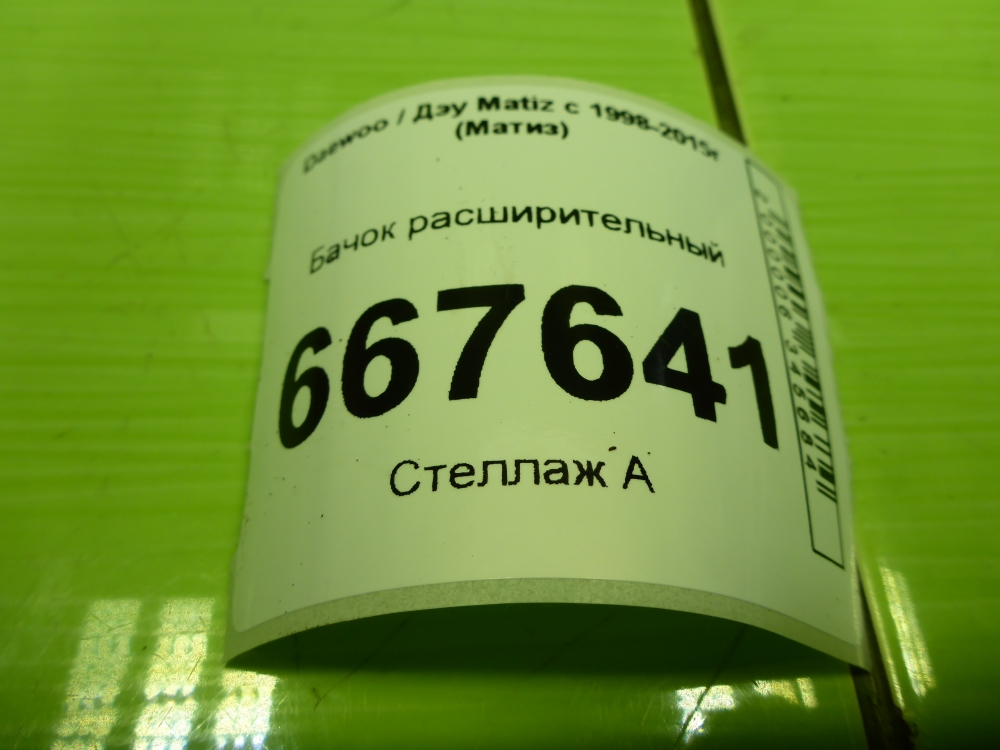 Daewoo / Дэу Matiz с 1998-2015г
(Матиз)
Бачок расширительный
667641
Стеллаж А